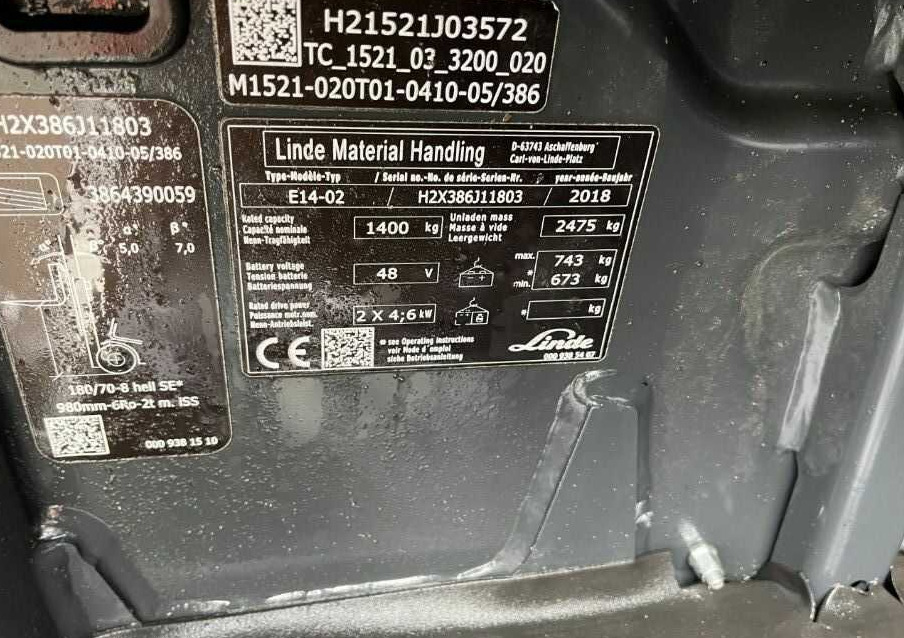 H21521J03572
TC_1521_03_3200_020
M1521-020T01-0410-05/386
H2X386J11803
21-020T01-0410-05/386
3864390059
α° β°
5,0 7,0
180/70-8 hell SE*
980mm-6Ro-2t m. ISS
000 938 15 10
Linde Material Handling
D-63743 Aschaffenburg
Carl-von-Linde-Platz
Type-Modèle-Typ / Serial no.-No. de série-Serien-Nr. / year-année-Baujahr
E14-02 / H2X386J11803 / 2018
Rated capacity
Capacité nominale
Nenn-Tragfähigkeit
1400 kg
Unladen mass
Masse à vide
Leergewicht
2475 kg
Battery voltage
Tension batterie
Batteriespannung
48 V
max. 743 kg
*
min. 673 kg
Rated drive power
Puissance motr.nom.
Nenn-Antriebsleist.
2 X 4,6 kW
* kg
CE
* see Operating instructions
voir Mode d'emploi
siehe Betriebsanleitung
Linde
000 938 54 67